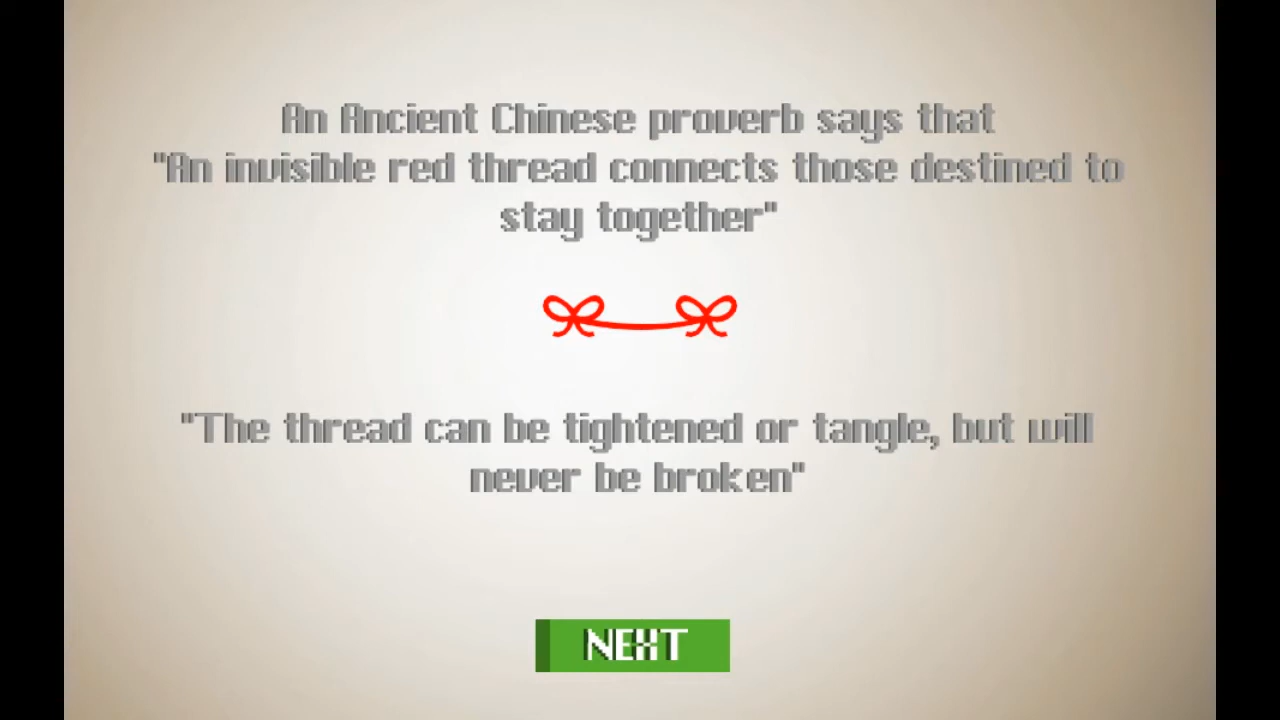 An Ancient Chinese proverb says that
"An invisible red thread connects those destined to
stay together"
"The thread can be tightened or tangle, but will
never be broken"
NEXT